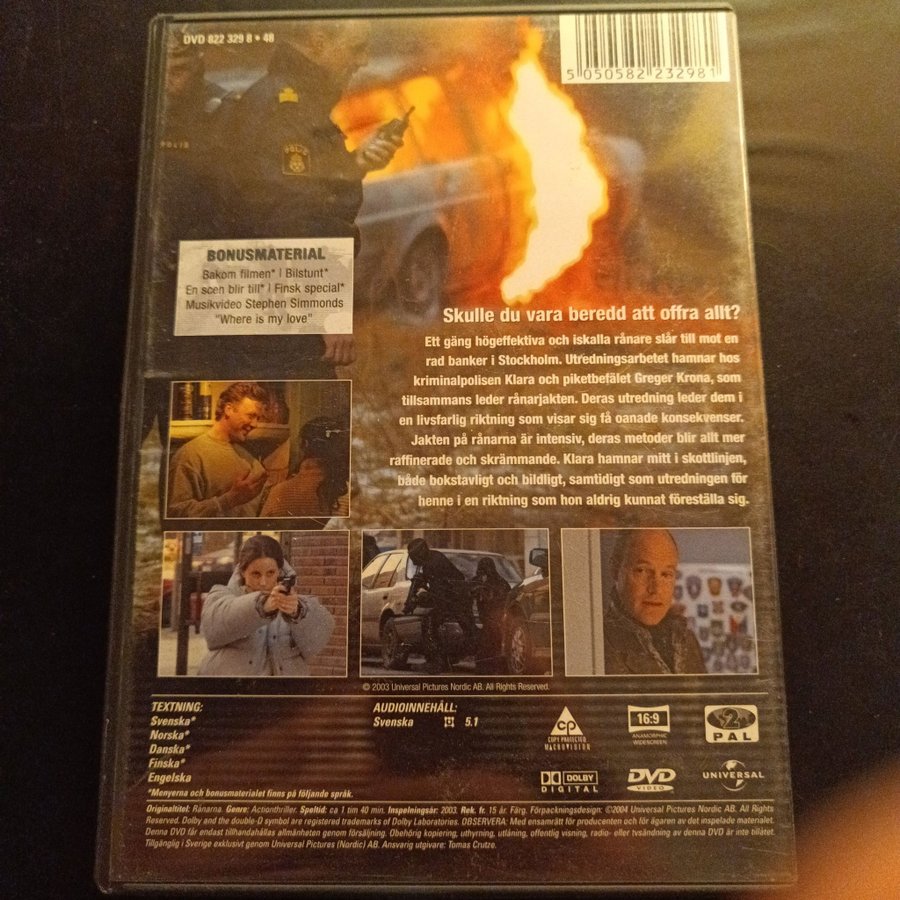 DVD 822 329 8 • 48
5 050582 232981
POLIS
POLIS
BONUSMATERIAL
Bakom filmen* | Bilstunt*
En scen blir till* | Finsk special*
Musikvideo Stephen Simmonds
"Where is my love"
Skulle du vara beredd att offra allt?
Ett gäng högeffektiva och iskalla rånare slår till mot en
rad banker i Stockholm. Utredningsarbetet hamnar hos
kriminalpolisen Klara och piketbefälet Greger Krona, som
tillsammans leder rånarjakten. Deras utredning leder dem i
en livsfarlig riktning som visar sig få oanade konsekvenser.
Jakten på rånarna är intensiv, deras metoder blir allt mer
raffinerade och skrämmande. Klara hamnar mitt i skottlinjen,
både bokstavligt och bildligt, samtidigt som utredningen för
henne i en riktning som hon aldrig kunnat föreställa sig.
© 2003 Universal Pictures Nordic AB. All Rights Reserved.
TEXTNING:
Svenska*
Norska*
Danska*
Finska*
Engelska
*Menyerna och bonusmaterialet finns på följande språk.
AUDIOINNEHÅLL:
Svenska 5.1
CP
COPY PROTECTED
MACROVISION
16:9
ANAMORPHIC
WIDESCREEN
2
PAL
DOLBY
DIGITAL
DVD
VIDEO
UNIVERSAL
Originaltitel: Rånarna. Genre: Actionthriller. Speltid: ca 1 tim 40 min. Inspelningsår: 2003. Rek. fr. 15 år. Färg. Förpackningsdesign: ©2004 Universal Pictures Nordic AB. All Rights
Reserved. Dolby and the double-D symbol are registered trademarks of Dolby Laboratories. OBSERVERA: Med ensamrätt för producenten och för ägaren av det inspelade materialet.
Denna DVD får endast tillhandahållas allmänheten genom försäljning. Obehörig kopiering, uthyrning, utlåning, offentlig visning, radio- eller tvsändning av denna DVD är inte tillåtet.
Tillgänglig i Sverige exklusivt genom Universal Pictures (Nordic) AB. Ansvarig utgivare: Tomas Crutze.